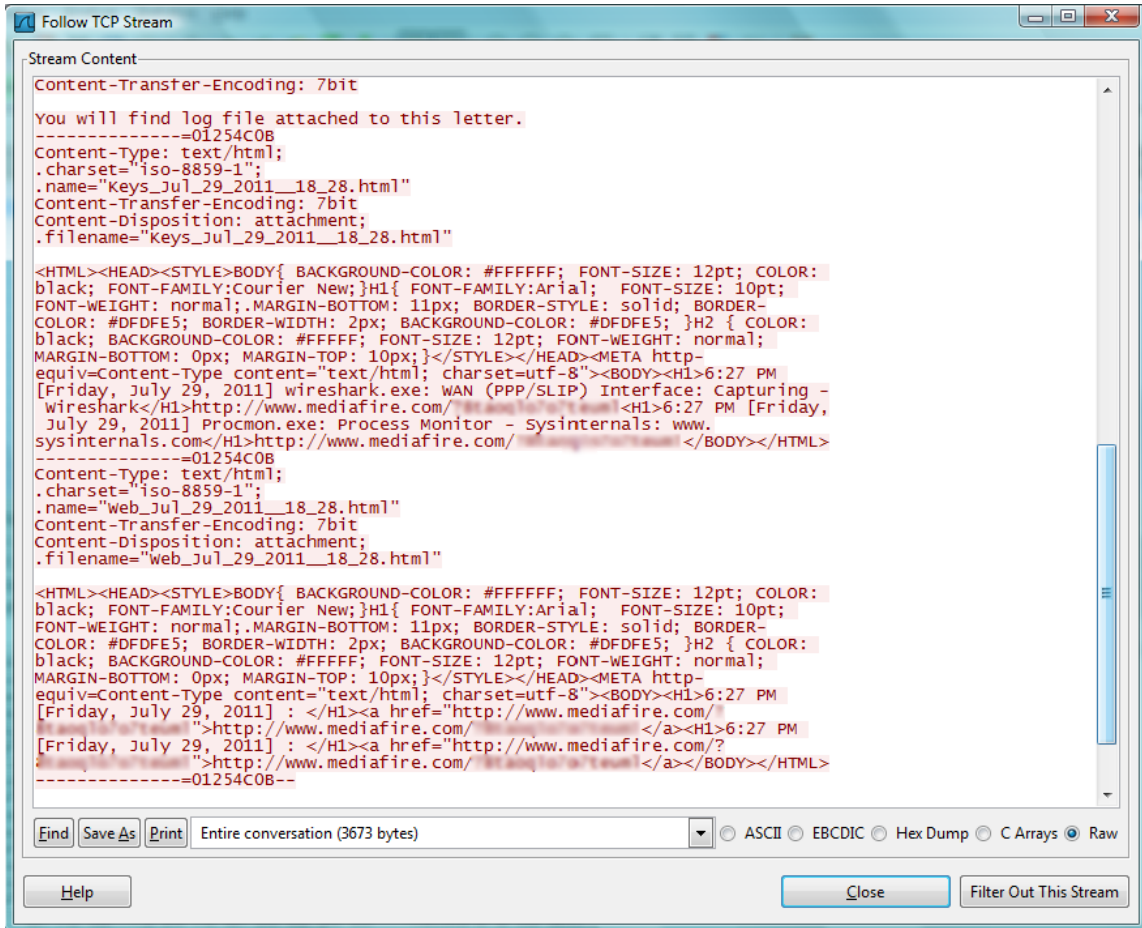 Follow TCP Stream
Stream Content
Content-Transfer-Encoding: 7bit
You will find log file attached to this letter.
--------------=01254C0B
Content-Type: text/html;
.charset="iso-8859-1";
.name="Keys_Jul_29_2011__18_28.html"
Content-Transfer-Encoding: 7bit
Content-Disposition: attachment;
.filename="Keys_Jul_29_2011__18_28.html"
<HTML><HEAD><STYLE>BODY{ BACKGROUND-COLOR: #FFFFFF; FONT-SIZE: 12pt; COLOR:
black; FONT-FAMILY:Courier New;}H1{ FONT-FAMILY:Arial;  FONT-SIZE: 10pt;
FONT-WEIGHT: normal;.MARGIN-BOTTOM: 11px; BORDER-STYLE: solid; BORDER-
COLOR: #DFDFE5; BORDER-WIDTH: 2px; BACKGROUND-COLOR: #DFDFE5; }H2 { COLOR:
black; BACKGROUND-COLOR: #FFFFF; FONT-SIZE: 12pt; FONT-WEIGHT: normal;
MARGIN-BOTTOM: 0px; MARGIN-TOP: 10px;}</STYLE></HEAD><META http-
equiv=Content-Type content="text/html; charset=utf-8"><BODY><H1>6:27 PM
[Friday, July 29, 2011] wireshark.exe: WAN (PPP/SLIP) Interface: Capturing -
Wireshark</H1>http://www.mediafire.com/ <H1>6:27 PM [Friday,
July 29, 2011] Procmon.exe: Process Monitor - Sysinternals: www.
sysinternals.com</H1>http://www.mediafire.com/ </BODY></HTML>
--------------=01254C0B
Content-Type: text/html;
.charset="iso-8859-1";
.name="Web_Jul_29_2011__18_28.html"
Content-Transfer-Encoding: 7bit
Content-Disposition: attachment;
.filename="Web_Jul_29_2011__18_28.html"
<HTML><HEAD><STYLE>BODY{ BACKGROUND-COLOR: #FFFFFF; FONT-SIZE: 12pt; COLOR:
black; FONT-FAMILY:Courier New;}H1{ FONT-FAMILY:Arial;  FONT-SIZE: 10pt;
FONT-WEIGHT: normal;.MARGIN-BOTTOM: 11px; BORDER-STYLE: solid; BORDER-
COLOR: #DFDFE5; BORDER-WIDTH: 2px; BACKGROUND-COLOR: #DFDFE5; }H2 { COLOR:
black; BACKGROUND-COLOR: #FFFFF; FONT-SIZE: 12pt; FONT-WEIGHT: normal;
MARGIN-BOTTOM: 0px; MARGIN-TOP: 10px;}</STYLE></HEAD><META http-
equiv=Content-Type content="text/html; charset=utf-8"><BODY><H1>6:27 PM
[Friday, July 29, 2011] : </H1><a href="http://www.mediafire.com/
">http://www.mediafire.com/ </a><H1>6:27 PM
[Friday, July 29, 2011] : </H1><a href="http://www.mediafire.com/?
">http://www.mediafire.com/ </a></BODY></HTML>
--------------=01254C0B--
Find Save As Print Entire conversation (3673 bytes) ASCII EBCDIC Hex Dump C Arrays Raw
Help Close Filter Out This Stream